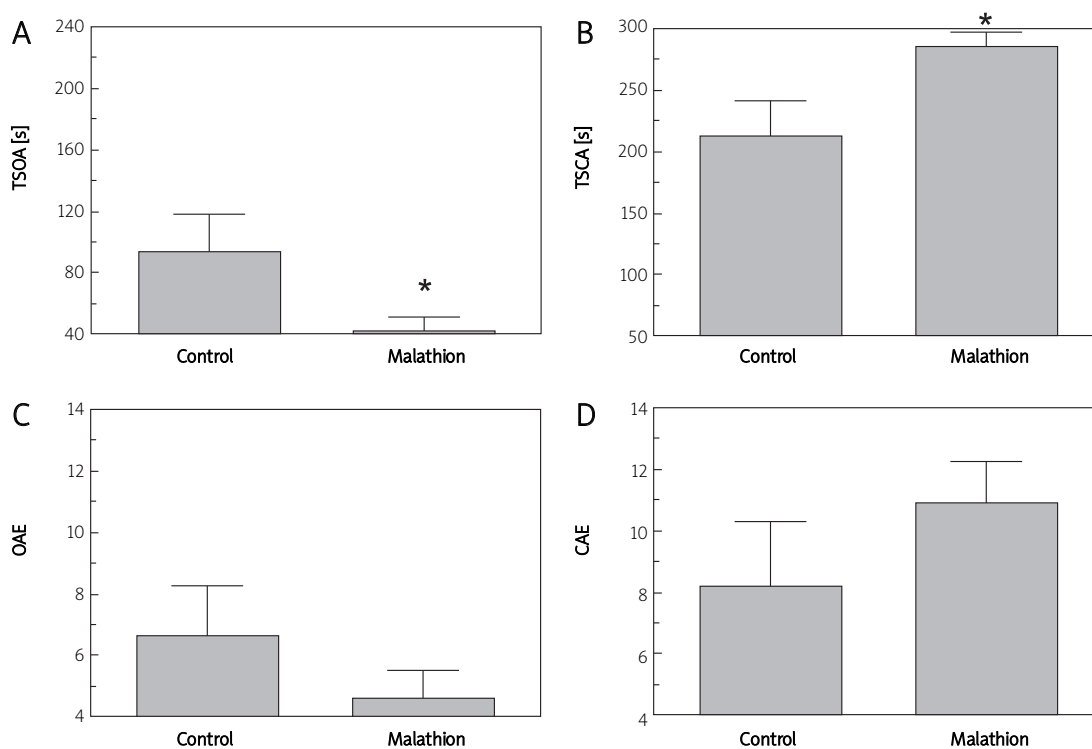 A
TSOA [s]
240
200
160
120
80
40
Control Malathion
*
B
TSCA [s]
300
250
200
150
100
50
Control Malathion
*
C
OAE
14
12
10
8
6
4
Control Malathion
D
CAE
14
12
10
8
6
4
Control Malathion